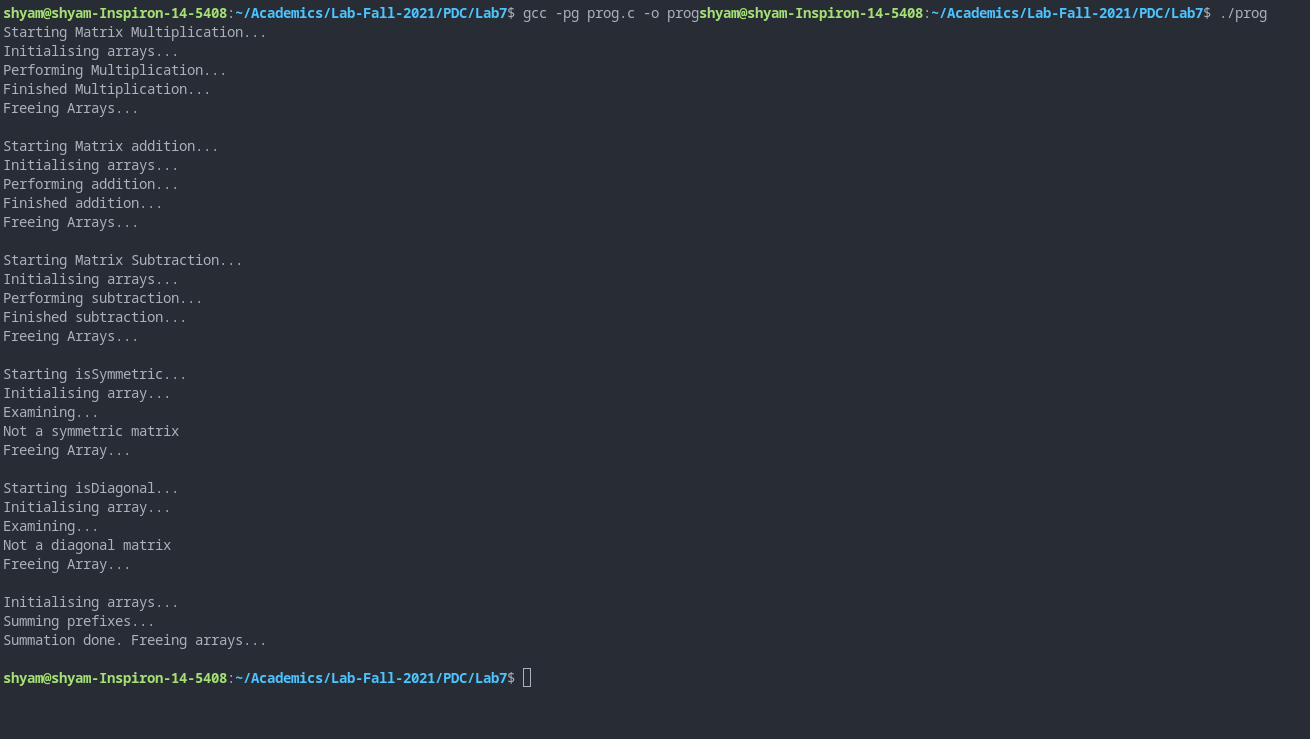 shyam@shyam-Inspiron-14-5408:~/Academics/Lab-Fall-2021/PDC/Lab7$ gcc -pg prog.c -o progshyam@shyam-Inspiron-14-5408:~/Academics/Lab-Fall-2021/PDC/Lab7$ ./prog
Starting Matrix Multiplication...
Initialising arrays...
Performing Multiplication...
Finished Multiplication...
Freeing Arrays...

Starting Matrix addition...
Initialising arrays...
Performing addition...
Finished addition...
Freeing Arrays...

Starting Matrix Subtraction...
Initialising arrays...
Performing subtraction...
Finished subtraction...
Freeing Arrays...

Starting isSymmetric...
Initialising array...
Examining...
Not a symmetric matrix
Freeing Array...

Starting isDiagonal...
Initialising array...
Examining...
Not a diagonal matrix
Freeing Array...

Initialising arrays...
Summing prefixes...
Summation done. Freeing arrays...

shyam@shyam-Inspiron-14-5408:~/Academics/Lab-Fall-2021/PDC/Lab7$